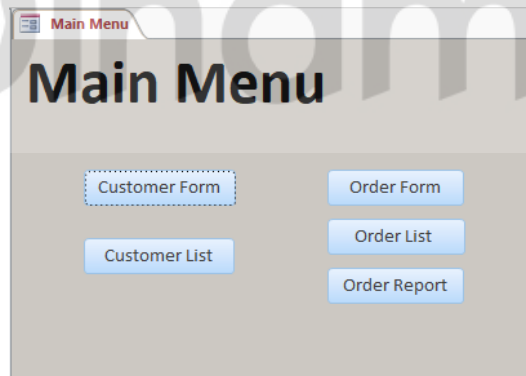 Main Menu
Main Menu
Customer Form
Customer List
Order Form
Order List
Order Report